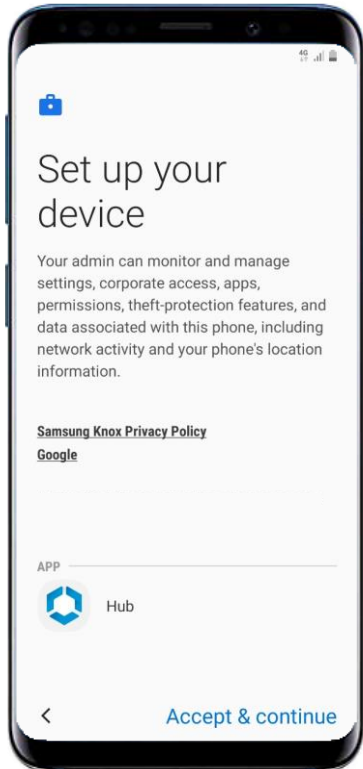 4G
Set up your
device
Your admin can monitor and manage
settings, corporate access, apps,
permissions, theft-protection features, and
data associated with this phone, including
network activity and your phone's location
information.
Samsung Knox Privacy Policy
Google
APP
Hub
Accept & continue